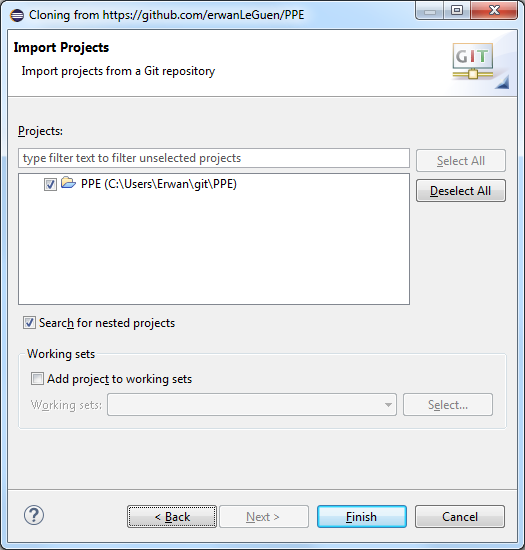 Cloning from https://github.com/erwanLeGuen/PPE
Import Projects
Import projects from a Git repository
GIT
Projects:
type filter text to filter unselected projects
Select All
PPE (C:\Users\Erwan\git\PPE)
Deselect All
Search for nested projects
Working sets
Add project to working sets
Working sets:
Select...
?
< Back
Next >
Finish
Cancel